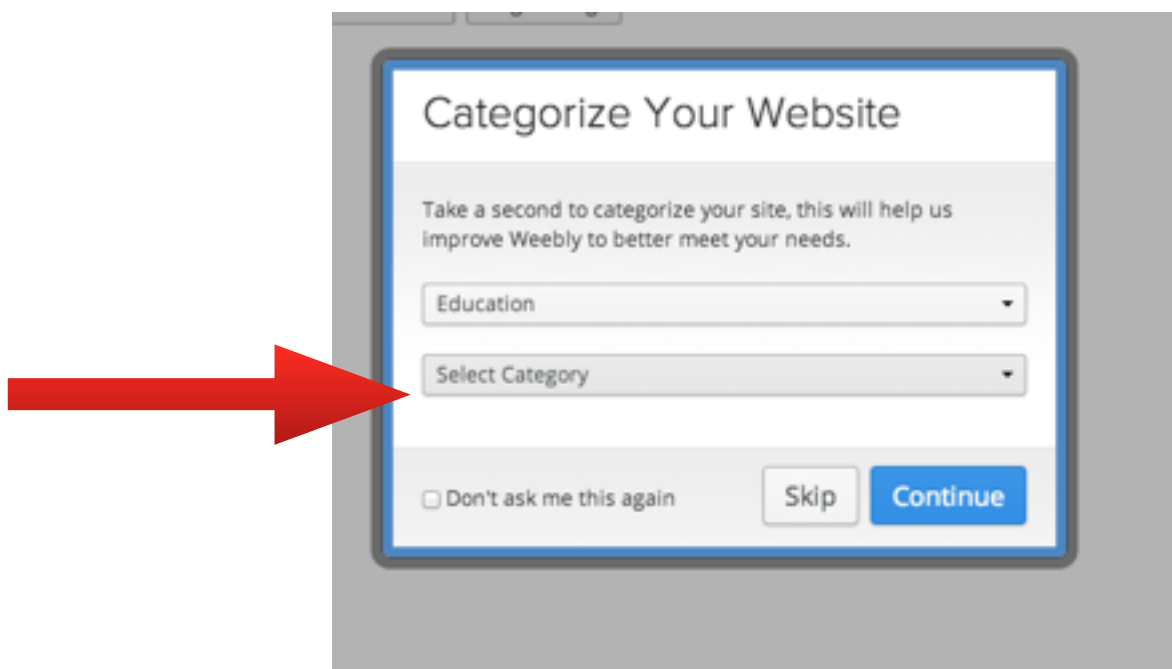 Categorize Your Website
Take a second to categorize your site, this will help us
improve Weebly to better meet your needs.
Education
Select Category
Don't ask me this again
Skip
Continue